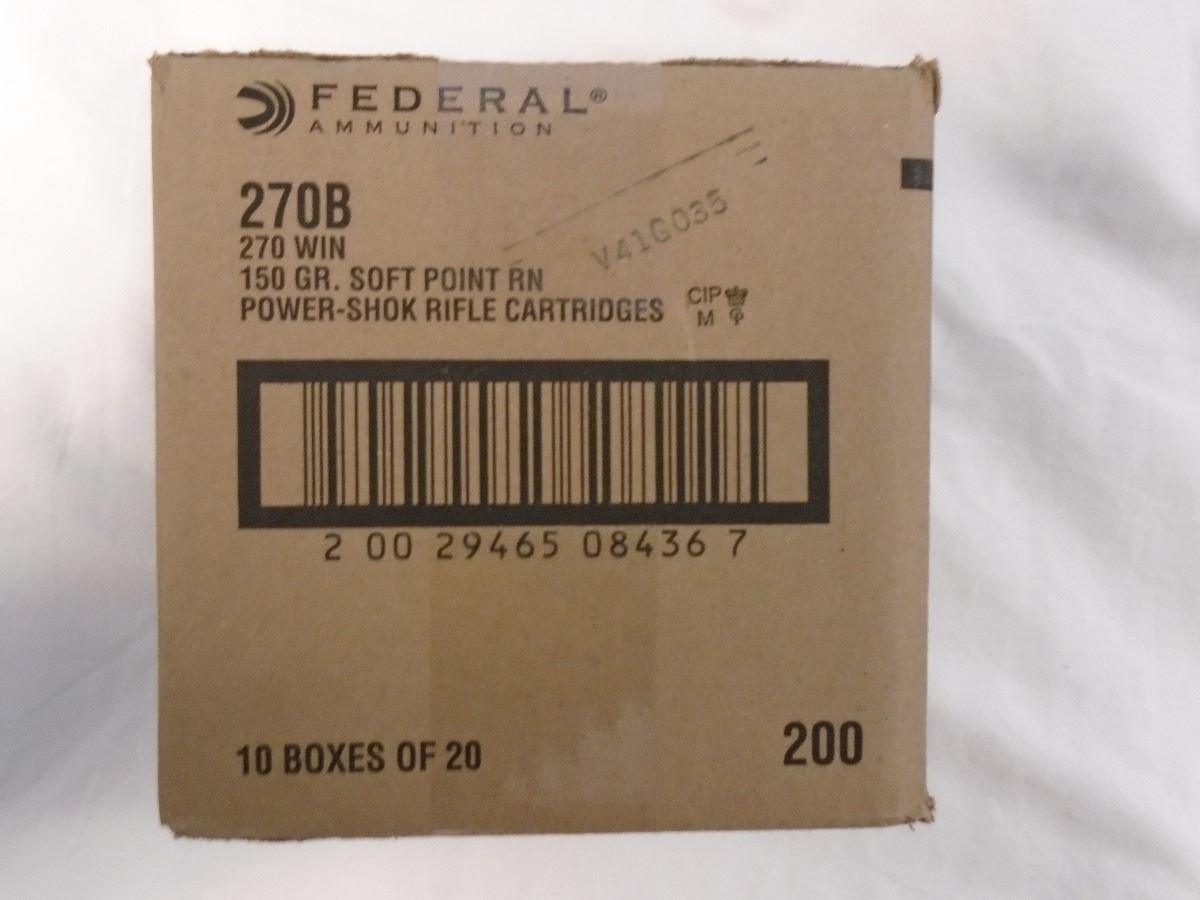 FEDERAL®
AMMUNITION
270B
270 WIN
150 GR. SOFT POINT RN
POWER-SHOK RIFLE CARTRIDGES
CIP
M
V41G035
2 00 29465 08436 7
10 BOXES OF 20
200